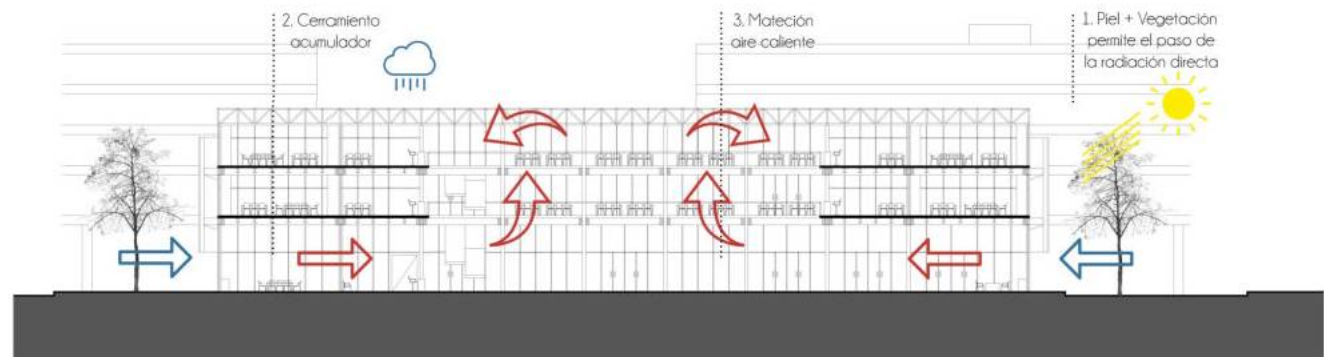 2. Cerramiento
acumulador
3. Mateción
aire caliente
1. Piel + Vegetación
permite el paso de
la radiación directa